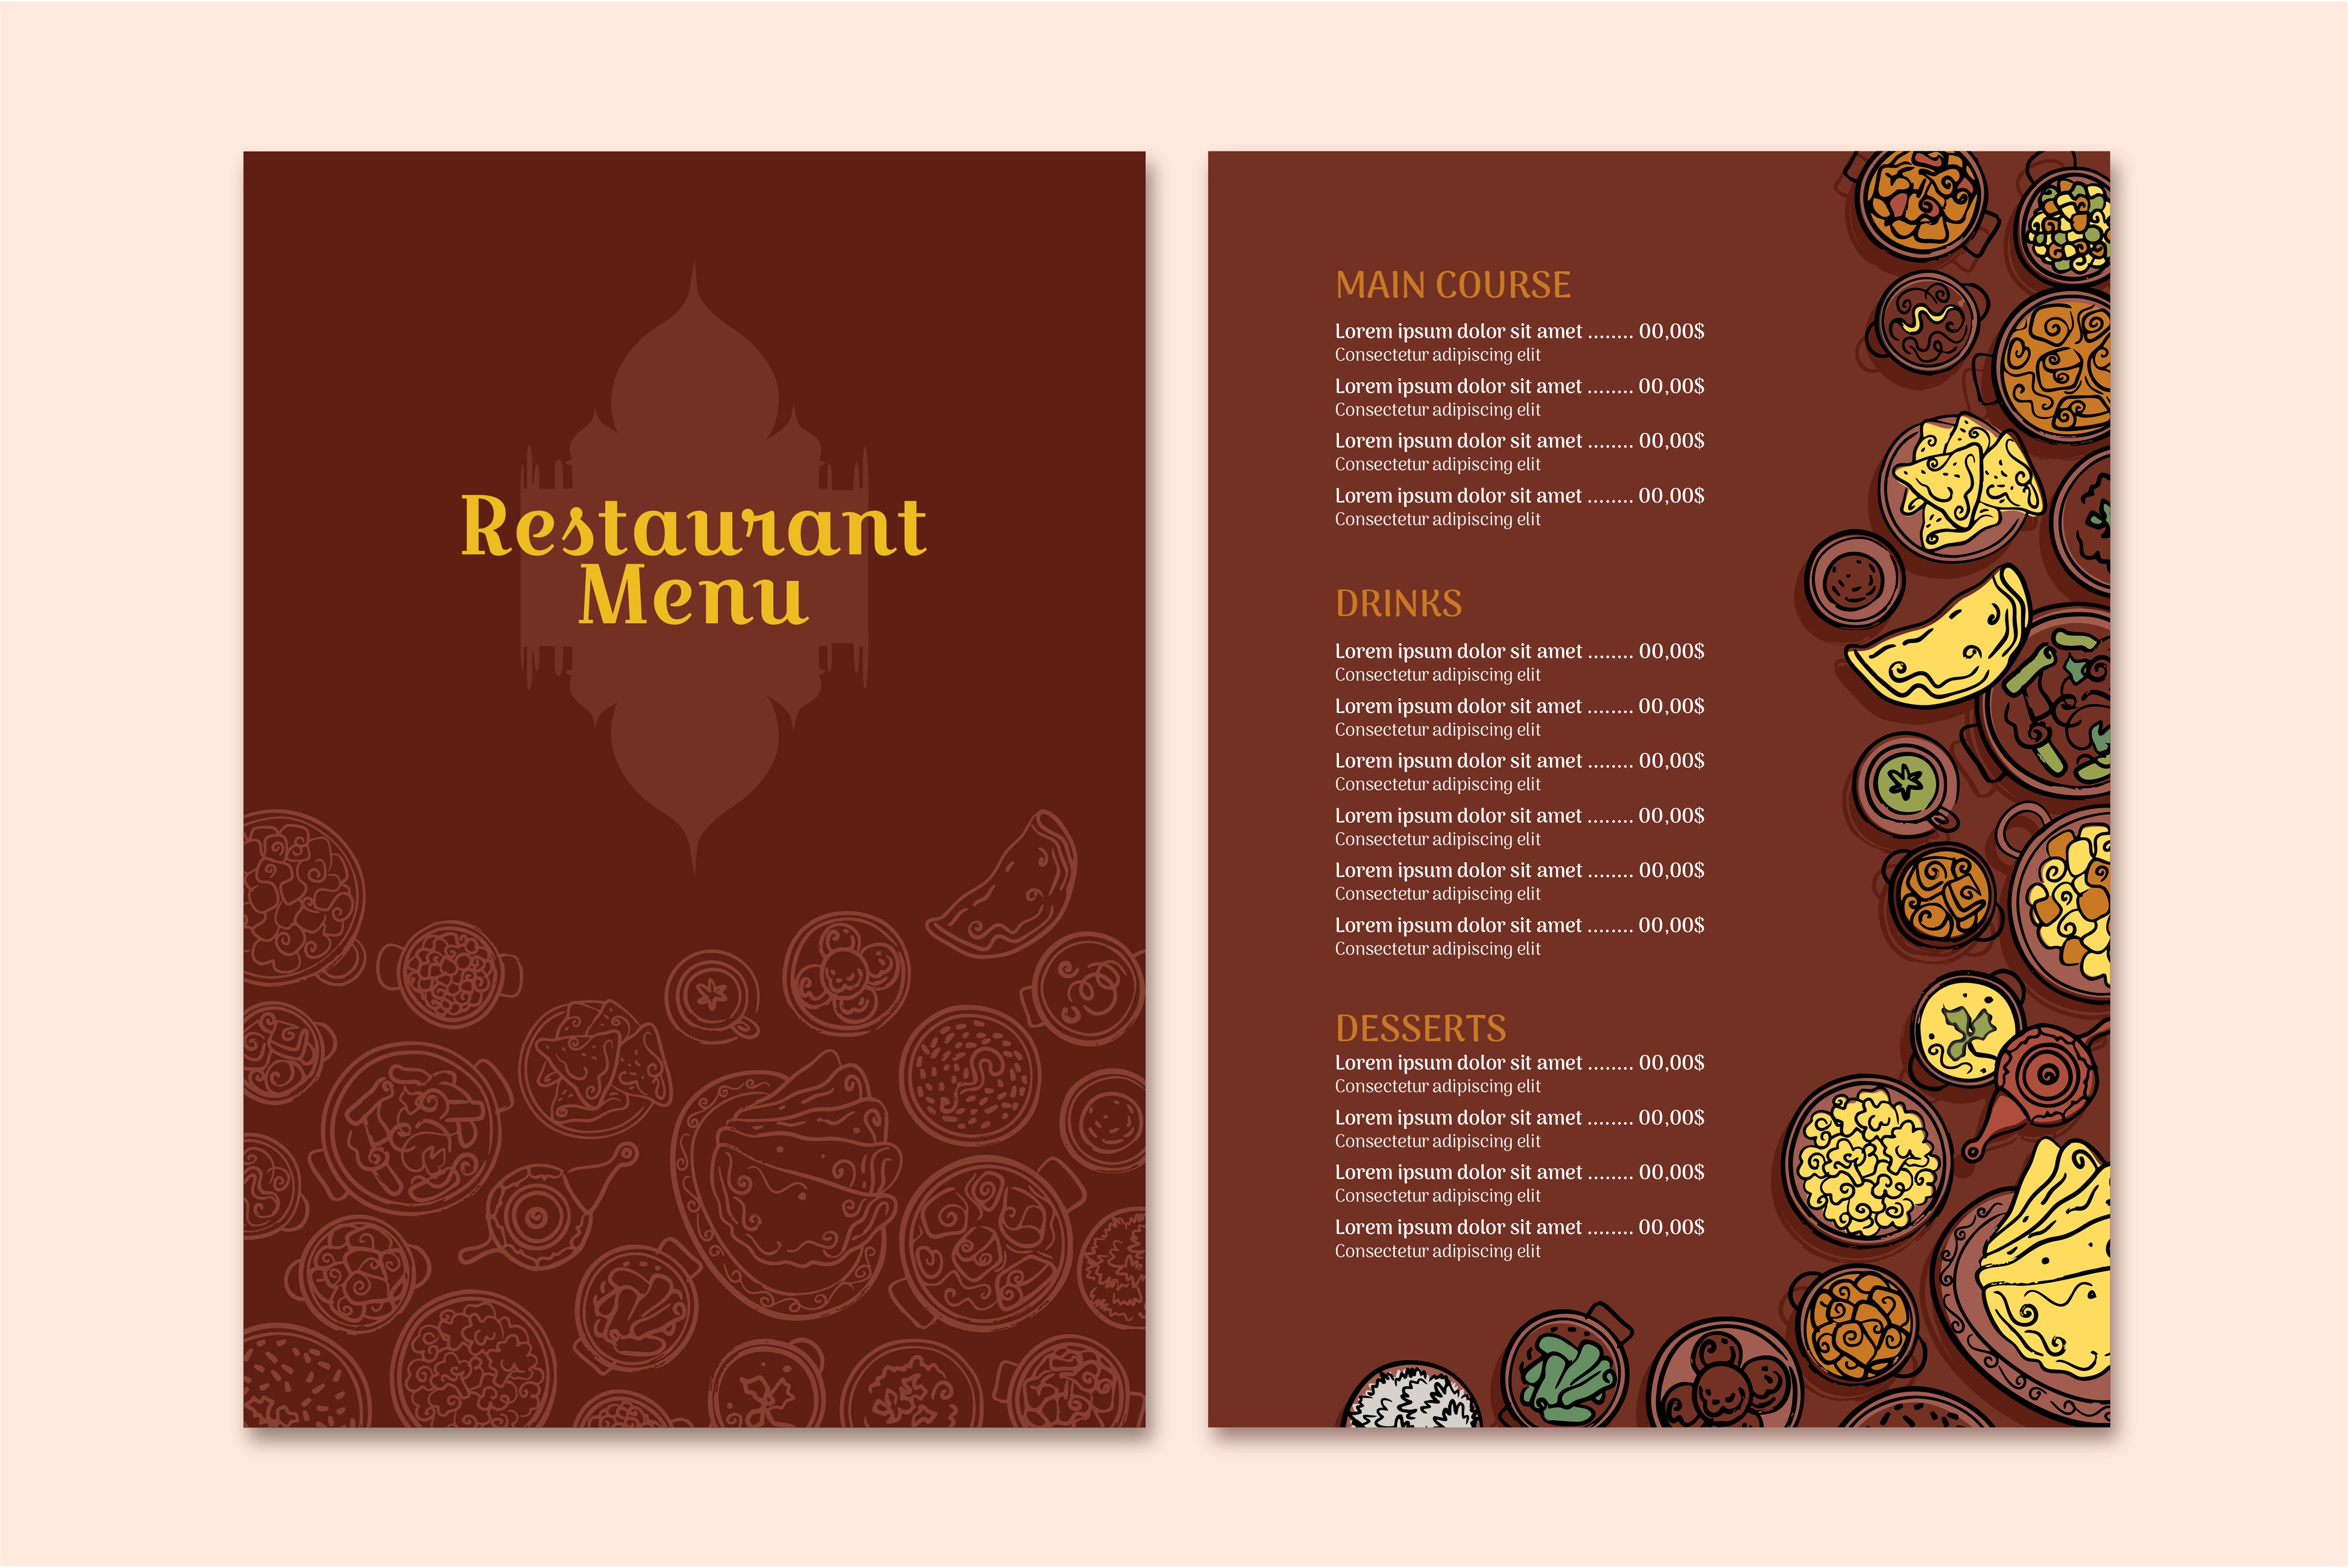 Restaurant
Menu
MAIN COURSE
Lorem ipsum dolor sit amet ........ 00,00$
Consectetur adipiscing elit
Lorem ipsum dolor sit amet ........ 00,00$
Consectetur adipiscing elit
Lorem ipsum dolor sit amet ........ 00,00$
Consectetur adipiscing elit
Lorem ipsum dolor sit amet ........ 00,00$
Consectetur adipiscing elit
DRINKS
Lorem ipsum dolor sit amet ........ 00,00$
Consectetur adipiscing elit
Lorem ipsum dolor sit amet ........ 00,00$
Consectetur adipiscing elit
Lorem ipsum dolor sit amet ........ 00,00$
Consectetur adipiscing elit
Lorem ipsum dolor sit amet ........ 00,00$
Consectetur adipiscing elit
Lorem ipsum dolor sit amet ........ 00,00$
Consectetur adipiscing elit
Lorem ipsum dolor sit amet ........ 00,00$
Consectetur adipiscing elit
DESSERTS
Lorem ipsum dolor sit amet ........ 00,00$
Consectetur adipiscing elit
Lorem ipsum dolor sit amet ........ 00,00$
Consectetur adipiscing elit
Lorem ipsum dolor sit amet ........ 00,00$
Consectetur adipiscing elit
Lorem ipsum dolor sit amet ........ 00,00$
Consectetur adipiscing elit